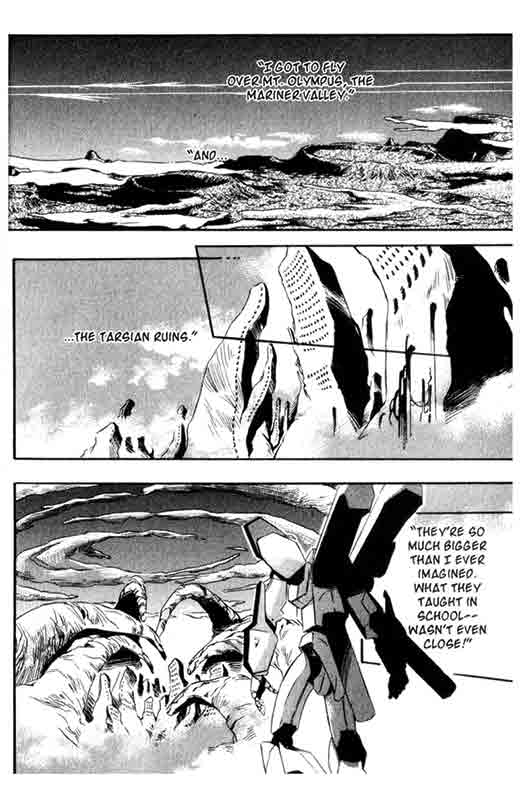 "I GOT TO FLY
OVER MT. OLYMPUS, THE
MARINER VALLEY."
"AND...
...THE TARSIAN RUINS."
"THEY'RE SO
MUCH BIGGER
THAN I EVER
IMAGINED.
WHAT THEY
TAUGHT IN
SCHOOL--
WASN'T EVEN
CLOSE!"